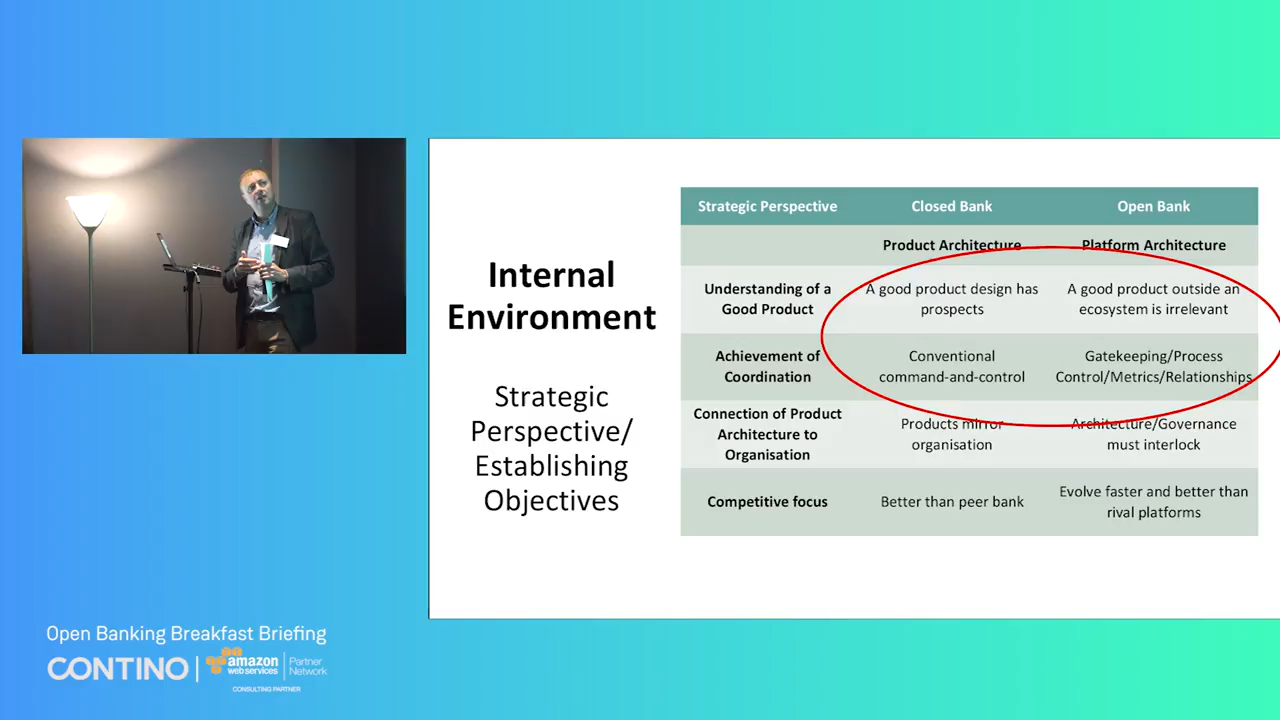 Internal
Environment
Strategic
Perspective/
Establishing
Objectives
Strategic Perspective
Closed Bank
Open Bank
Product Architecture
Platform Architecture
Understanding of a
Good Product
A good product design has
prospects
A good product outside an
ecosystem is irrelevant
Achievement of
Coordination
Conventional
command-and-control
Gatekeeping/Process
Control/Metrics/Relationships
Connection of Product
Architecture to
Organisation
Products mirror
organisation
Architecture/Governance
must interlock
Competitive focus
Better than peer bank
Evolve faster and better than
rival platforms
Open Banking Breakfast Briefing
CONTINO
amazon
web services
Partner
Network
CONSULTING PARTNER